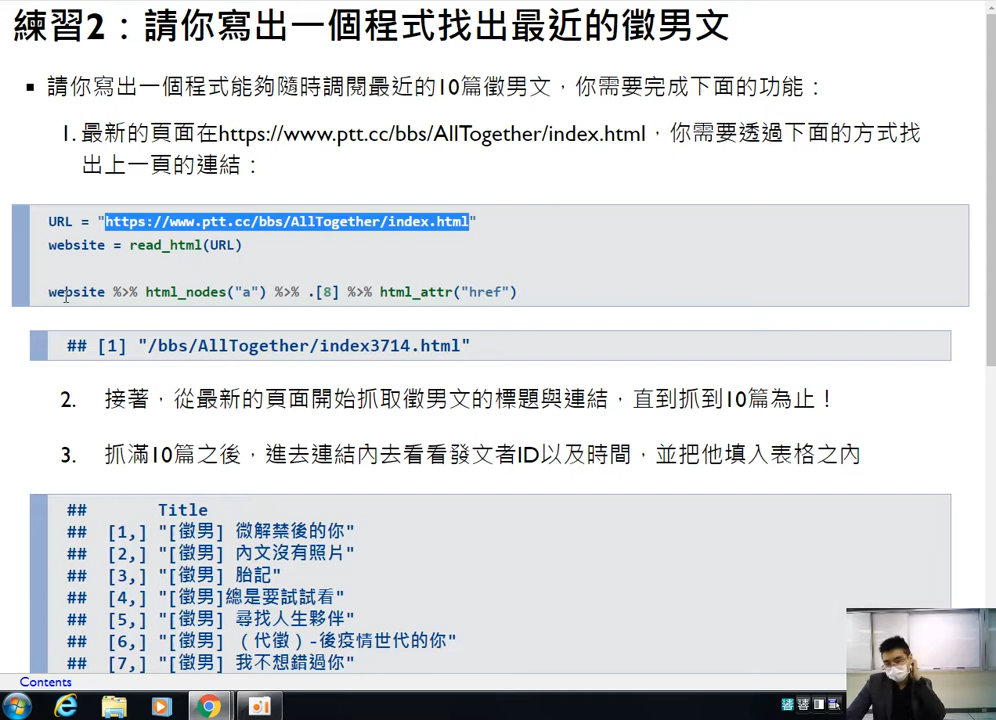 練習2：請你寫出一個程式找出最近的徵男文
▪ 請你寫出一個程式能夠隨時調閱最近的10篇徵男文，你需要完成下面的功能：
1. 最新的頁面在https://www.ptt.cc/bbs/AllTogether/index.html，你需要透過下面的方式找
出上一頁的連結：
URL = "https://www.ptt.cc/bbs/AllTogether/index.html"
website = read_html(URL)
website %>% html_nodes("a") %>% .[8] %>% html_attr("href")
## [1] "/bbs/AllTogether/index3714.html"
2. 接著，從最新的頁面開始抓取徵男文的標題與連結，直到抓到10篇為止！
3. 抓滿10篇之後，進去連結內去看看發文者ID以及時間，並把他填入表格之內
## Title
## [1,] "[徵男] 微解禁後的你"
## [2,] "[徵男] 內文沒有照片"
## [3,] "[徵男] 胎記"
## [4,] "[徵男]總是要試試看"
## [5,] "[徵男] 尋找人生夥伴"
## [6,] "[徵男] （代徵）-後疫情世代的你"
## [7,] "[徵男] 我不想錯過你"
Contents